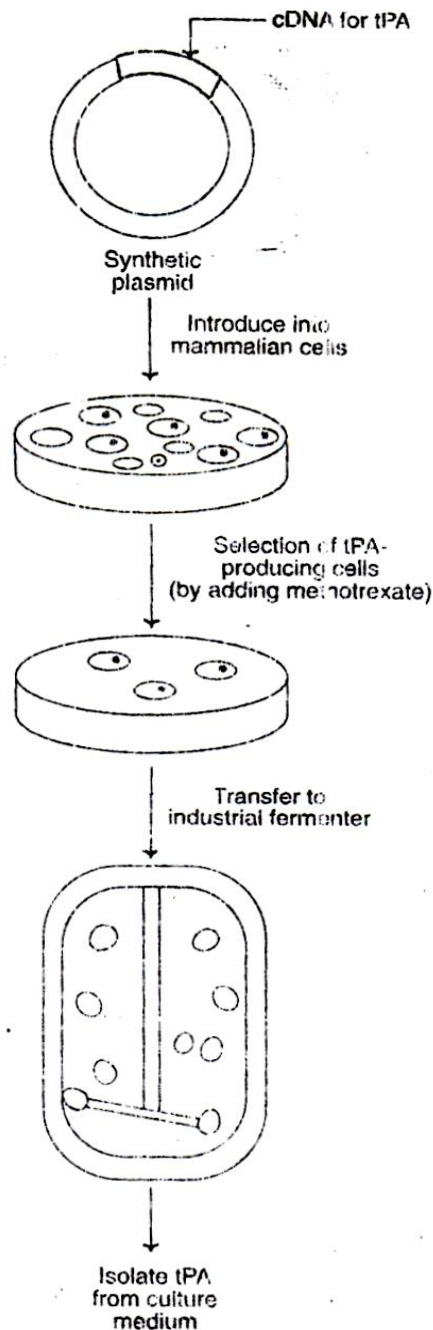 cDNA for tPA
Synthetic
plasmid
Introduce into
mammalian cells
Selection of tPA-
producing cells
(by adding methotrexate)
Transfer to
industrial fermenter
Isolate tPA
from culture
medium